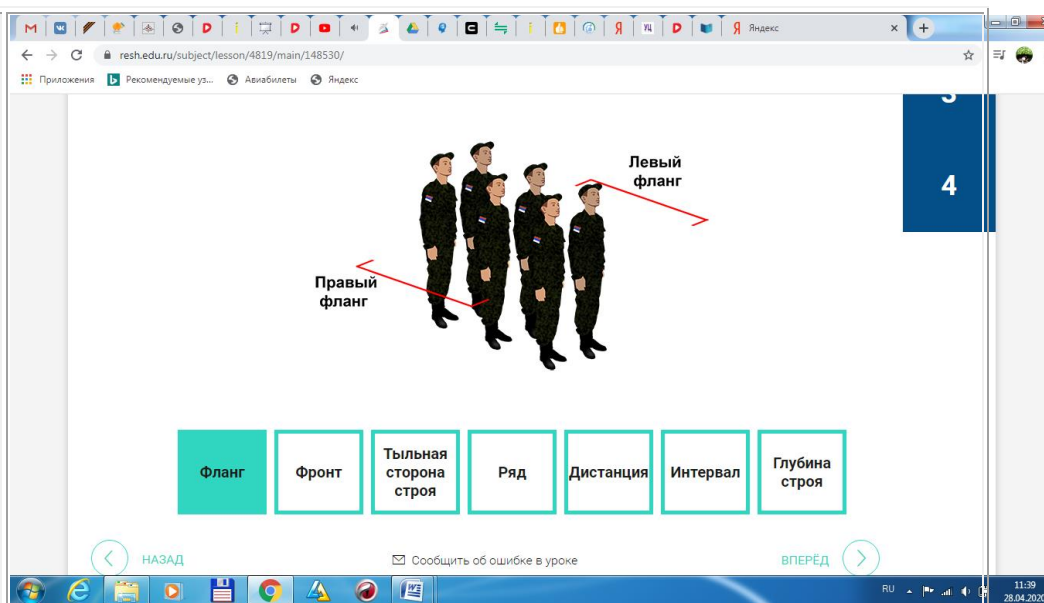 Яндекс
resh.edu.ru/subject/lesson/4819/main/148530/
Приложения
Рекомендуемые уз...
Авиабилеты
Яндекс
3
4
Левый
фланг
Правый
фланг
Фланг
Фронт
Тыльная
сторона
строя
Ряд
Дистанция
Интервал
Глубина
строя
НАЗАД
Сообщить об ошибке в уроке
ВПЕРЁД
RU
11:39
28.04.2020